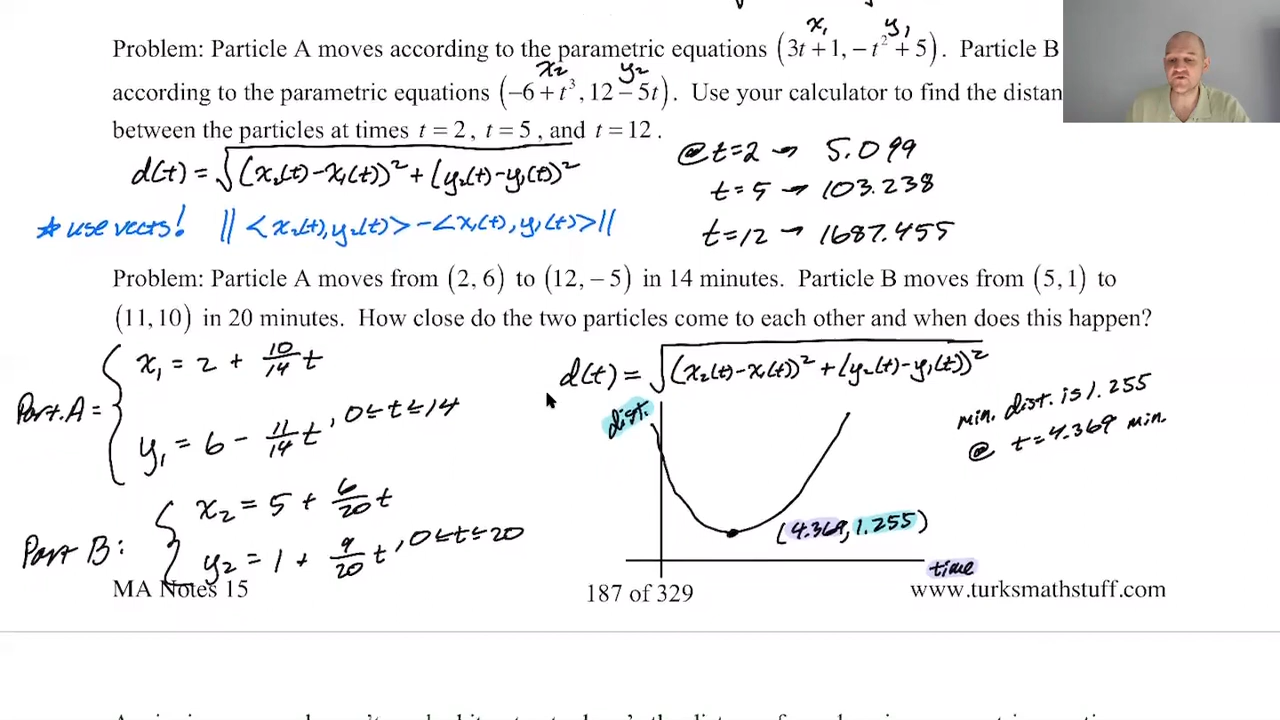 Problem: Particle A moves according to the parametric equations (3t + 1, −t² + 5). Particle B
x₁ y₁
according to the parametric equations (−6 + t³, 12 − 5t). Use your calculator to find the distan
x₂ y₂
between the particles at times t = 2, t = 5, and t = 12.
d(t) = √((x₂(t)−x₁(t))² + (y₂(t)−y₁(t))²
@t=2 → 5.099
t=5 → 103.238
t=12 → 1687.455
* use vects! ||<x₂(t), y₂(t)> − <x₁(t), y₁(t)>||
Problem: Particle A moves from (2, 6) to (12, −5) in 14 minutes. Particle B moves from (5, 1) to
(11, 10) in 20 minutes. How close do the two particles come to each other and when does this happen?
Part. A = { x₁ = 2 + 10/14 t
y₁ = 6 − 11/14 t, 0≤t≤14
Part B: { x₂ = 5 + 6/20 t
y₂ = 1 + 9/20 t, 0≤t≤20
d(t) = √((x₂(t)−x₁(t))² + (y₂(t)−y₁(t))²
dist.
(4.369, 1.255)
time
min. dist. is 1.255
@ t=4.369 min.
MA Notes 15 187 of 329 www.turksmathstuff.com